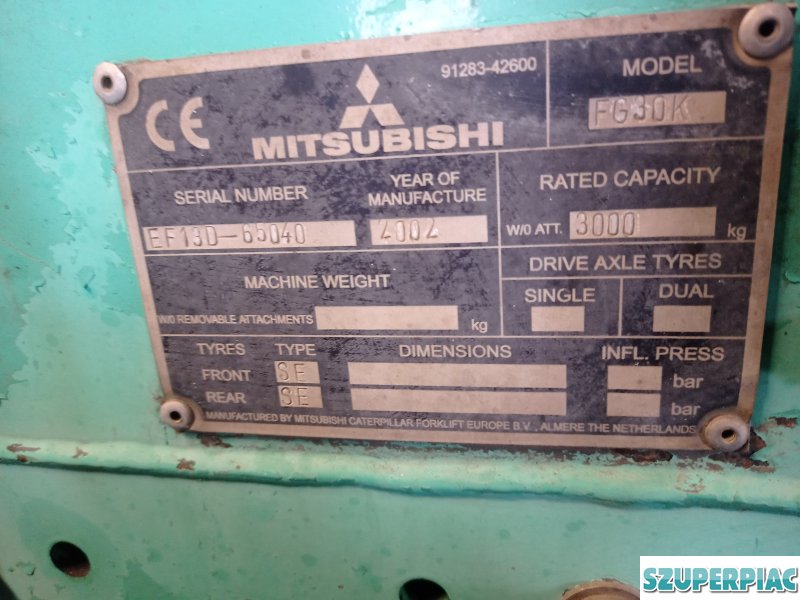 91283-42600
CE
MITSUBISHI
MODEL
FG30K
SERIAL NUMBER
EF13D-65040
YEAR OF
MANUFACTURE
2002
RATED CAPACITY
W/O ATT. 3000 kg
MACHINE WEIGHT
W/O REMOVABLE ATTACHMENTS kg
DRIVE AXLE TYRES
SINGLE DUAL
TYRES TYPE DIMENSIONS INFL. PRESS
FRONT SE bar
REAR SE bar
MANUFACTURED BY MITSUBISHI CATERPILLAR FORKLIFT EUROPE B.V., ALMERE THE NETHERLANDS
SZUPERPIAC